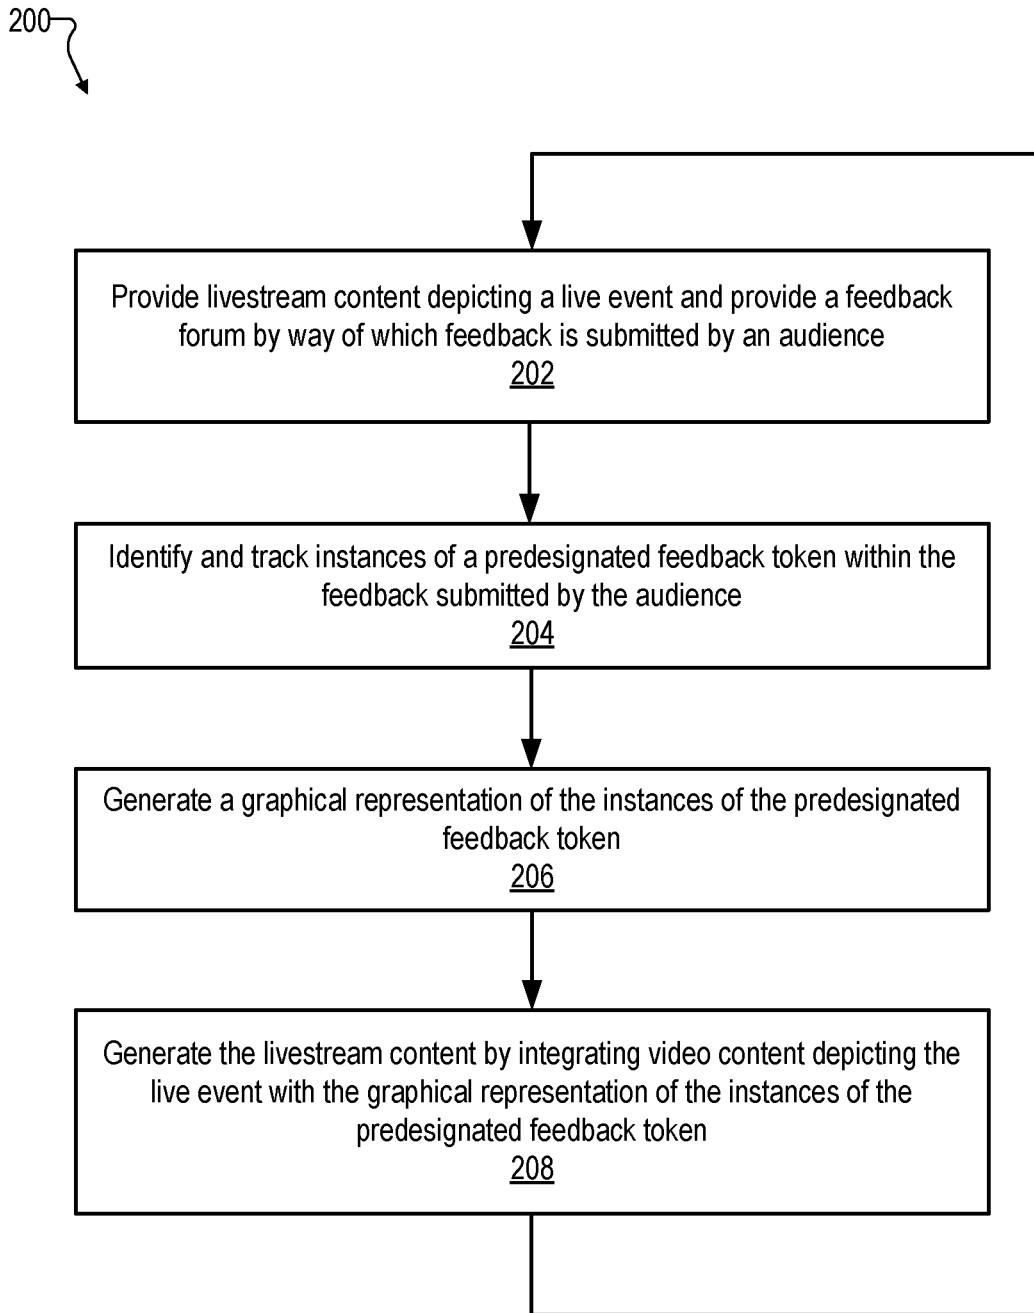 200
Provide livestream content depicting a live event and provide a feedback
forum by way of which feedback is submitted by an audience
202
Identify and track instances of a predesignated feedback token within the
feedback submitted by the audience
204
Generate a graphical representation of the instances of the predesignated
feedback token
206
Generate the livestream content by integrating video content depicting the
live event with the graphical representation of the instances of the
predesignated feedback token
208